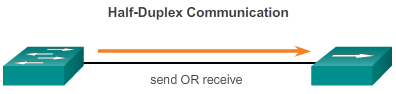 Half-Duplex Communication
send OR receive